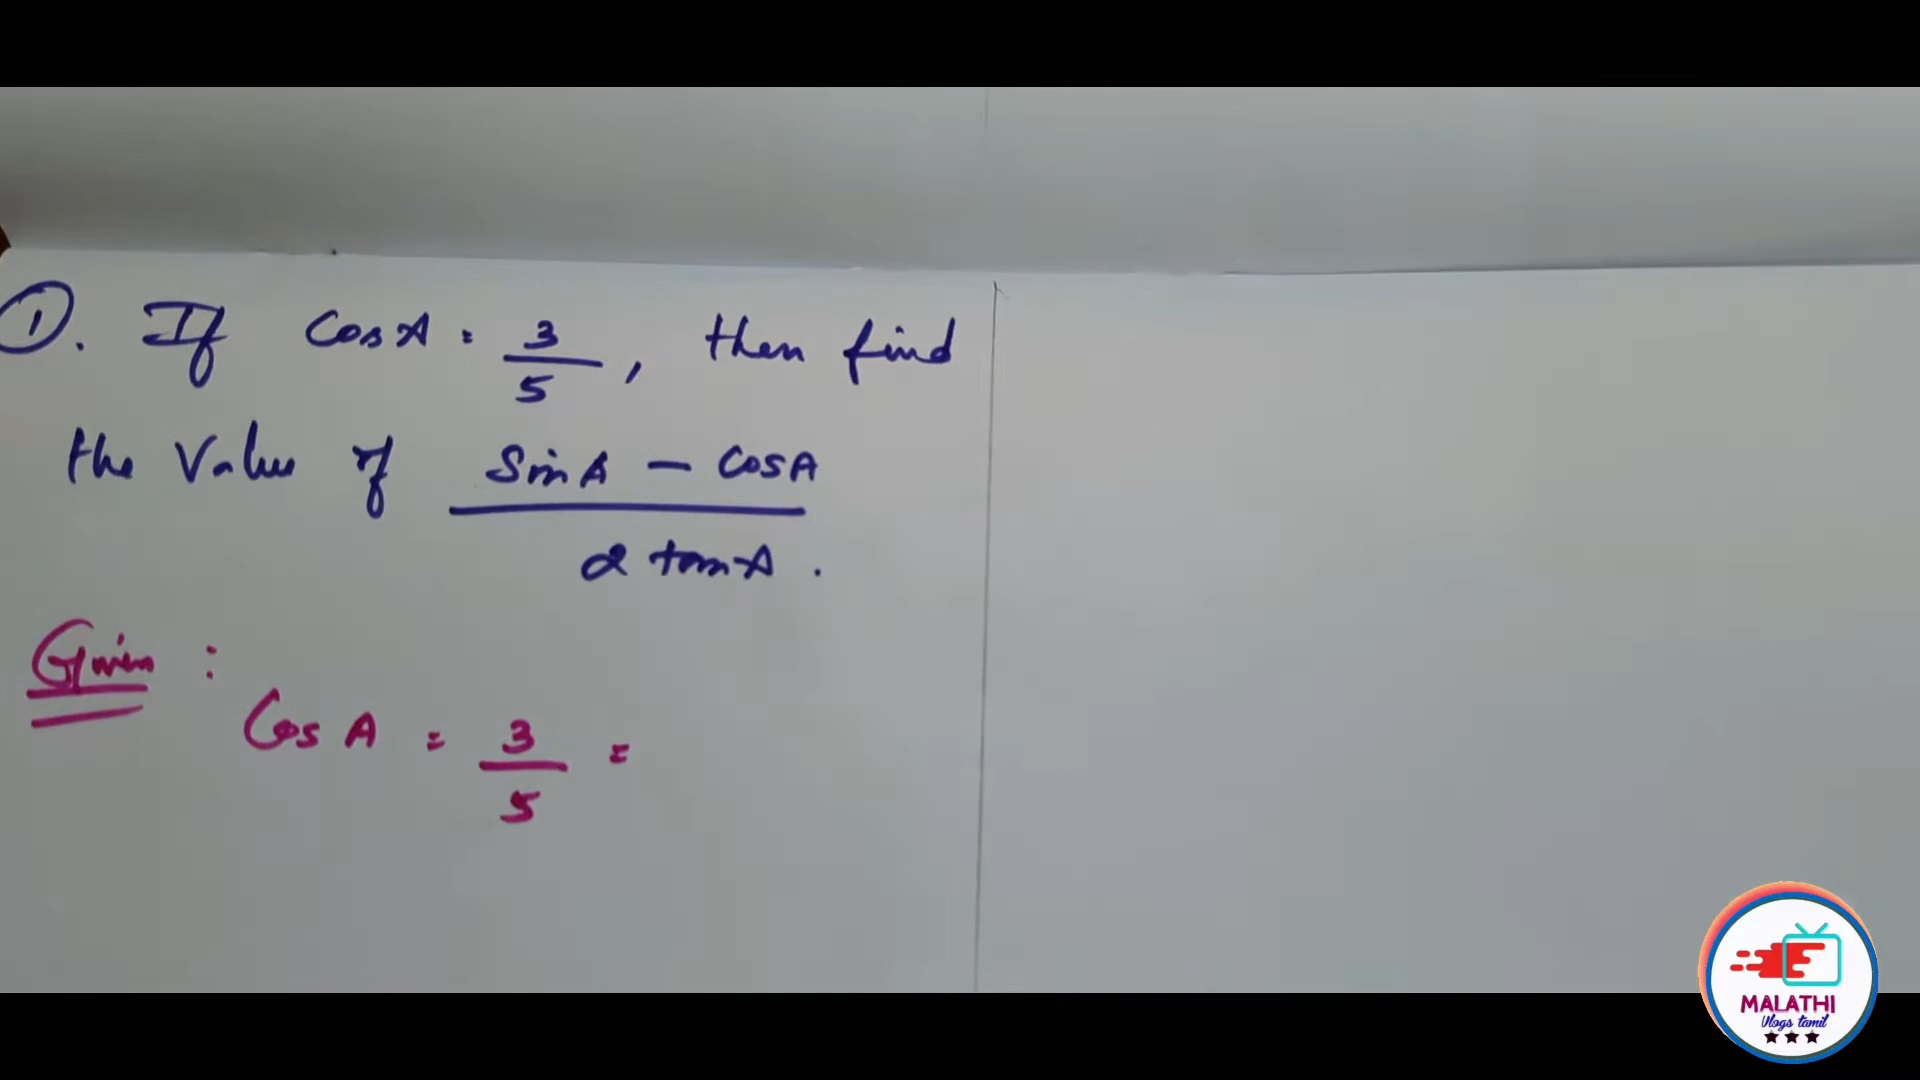 ①. If cos A = 3/5, then find
the value of (sin A - cos A)/(2 tan A).
Given :
Cos A = 3/5 =
MALATHI
Vlogs tamil